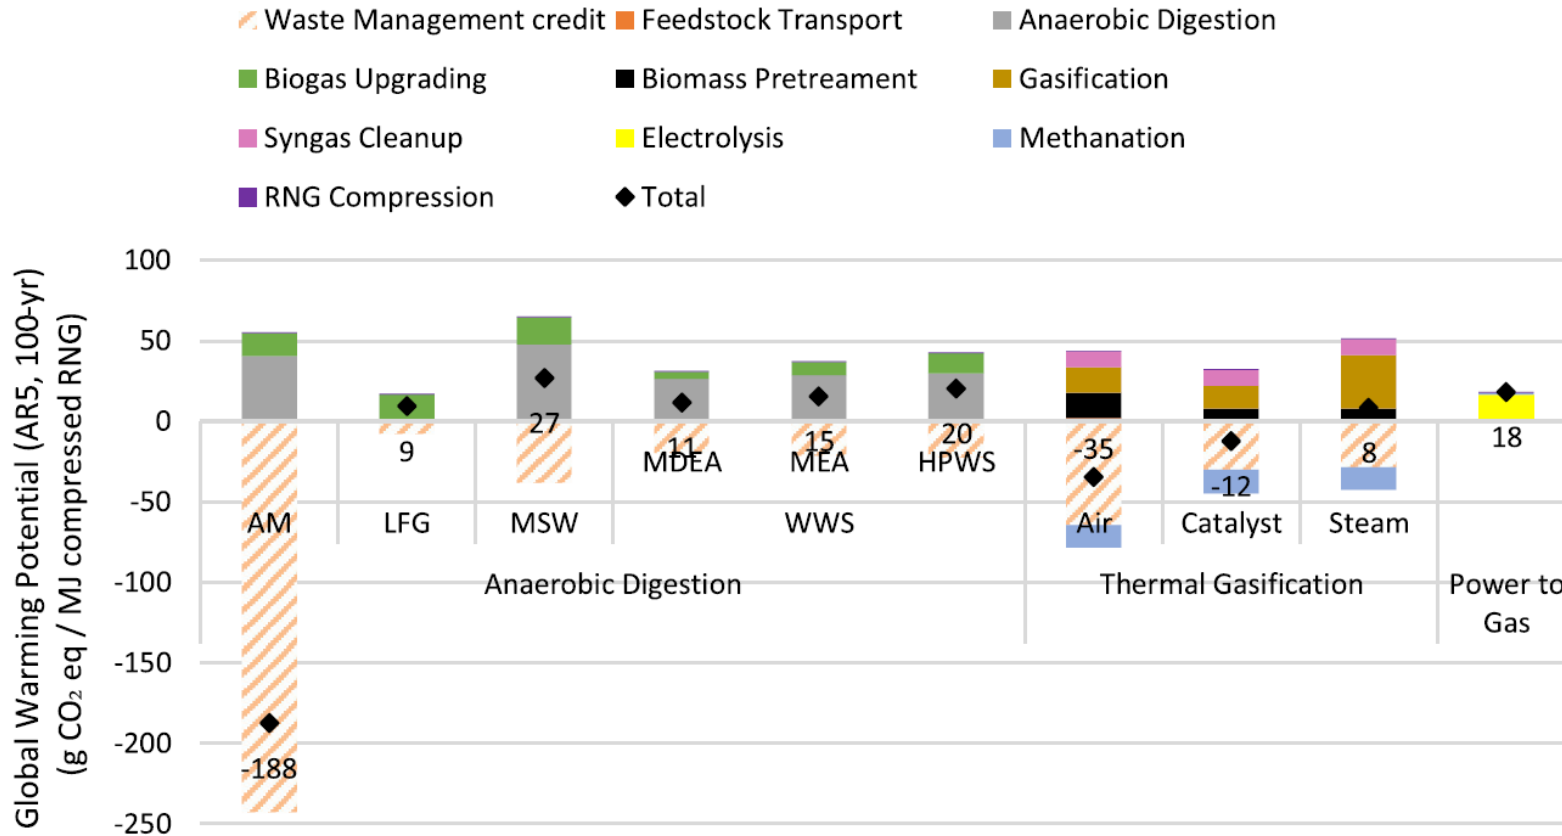 Waste Management credit Feedstock Transport Anaerobic Digestion
Biogas Upgrading Biomass Pretreament Gasification
Syngas Cleanup Electrolysis Methanation
RNG Compression Total
Global Warming Potential (AR5, 100-yr)
(g CO₂ eq / MJ compressed RNG)
100
50
0
-50
-100
-150
-200
-250
-188
9
27
11
15
20
-35
-12
8
18
MDEA MEA HPWS
AM LFG MSW WWS Air Catalyst Steam
Anaerobic Digestion Thermal Gasification Power to
Gas